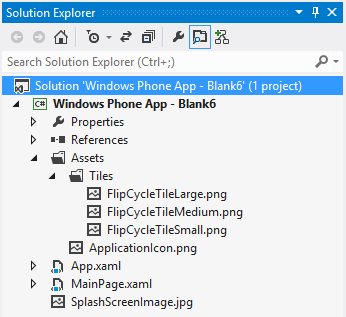 Solution Explorer
Search Solution Explorer (Ctrl+;)
Solution 'Windows Phone App - Blank6' (1 project)
C# Windows Phone App - Blank6
Properties
References
Assets
Tiles
FlipCycleTileLarge.png
FlipCycleTileMedium.png
FlipCycleTileSmall.png
ApplicationIcon.png
App.xaml
MainPage.xaml
SplashScreenImage.jpg